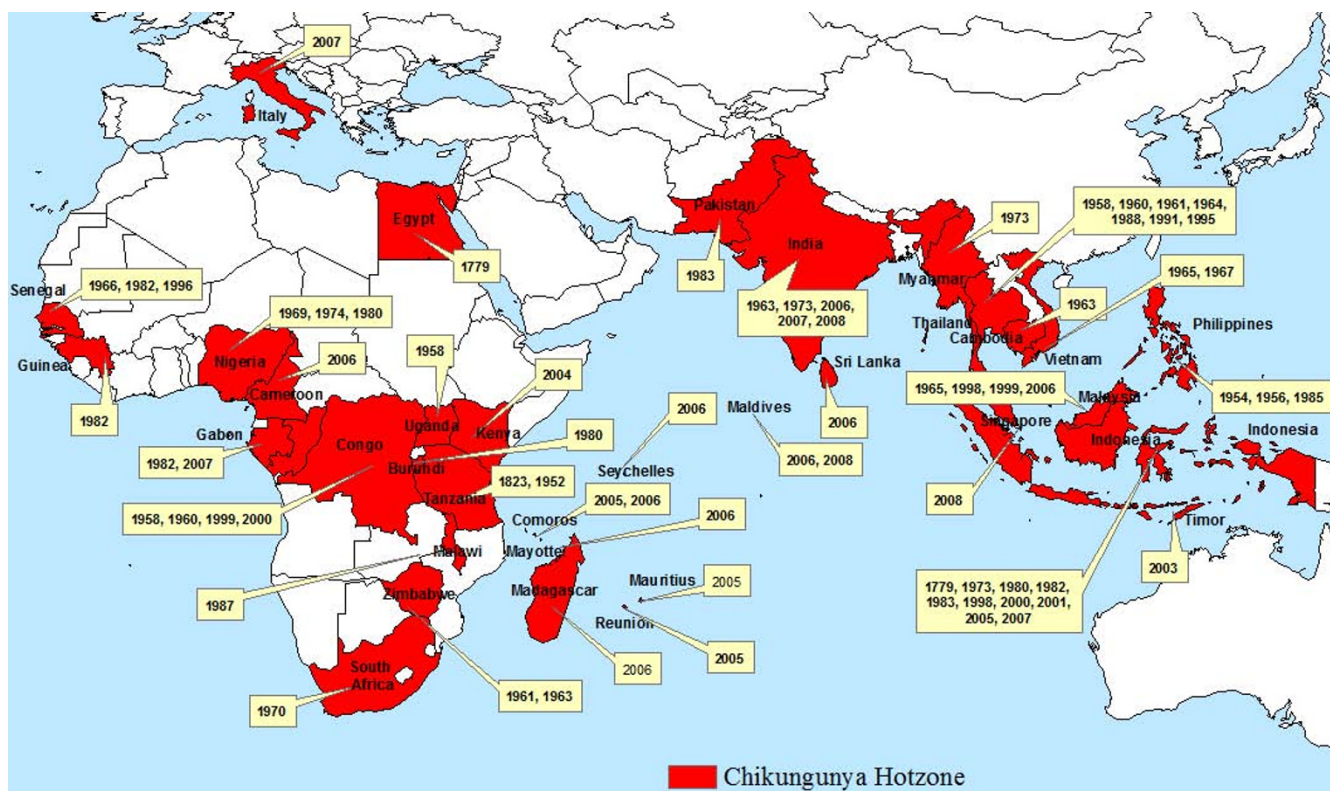 2007
Italy
Egypt
1779
Senegal
1966, 1982, 1996
Guinea
1982
1969, 1974, 1980
Nigeria
2006
Cameroon
Gabon
1982, 2007
Congo
1958, 1960, 1999, 2000
1958
Uganda
2004
Kenya
1980
Burundi
1823, 1952
Tanzania
Malawi
1987
Zimbabwe
1961, 1963
South
Africa
1970
Comoros
2005, 2006
Mayotte
2006
Madagascar
2006
Mauritius
2005
Reunion
2005
Seychelles
2006
Maldives
2006, 2008
Pakistan
1983
India
1963, 1973, 2006,
2007, 2008
Sri Lanka
2006
Myanmar
1973
1958, 1960, 1961, 1964,
1988, 1991, 1995
Thailand
Cambodia
1963
1965, 1967
Vietnam
Philippines
1954, 1956, 1985
1965, 1998, 1999, 2006
Malaysia
Singapore
2008
Indonesia
Indonesia
1779, 1973, 1980, 1982,
1983, 1998, 2000, 2001,
2005, 2007
Timor
2003
Chikungunya Hotzone